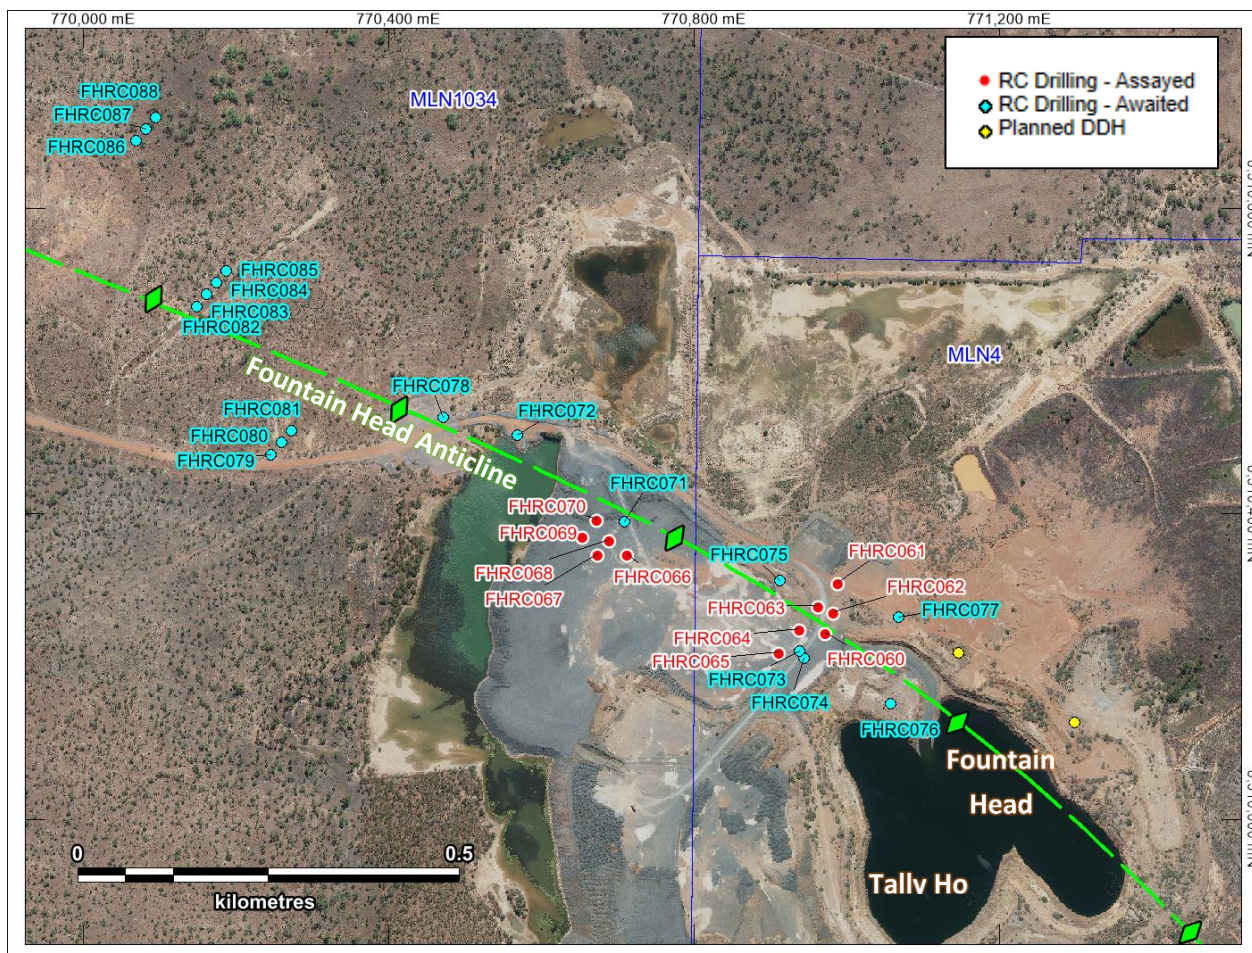 770,000 mE
770,400 mE
770,800 mE
771,200 mE
RC Drilling - Assayed
RC Drilling - Awaited
Planned DDH
MLN1034
MLN4
FHRC088
FHRC087
FHRC086
FHRC085
FHRC084
FHRC083
FHRC082
FHRC081
FHRC080
FHRC079
FHRC078
FHRC072
Fountain Head Anticline
FHRC071
FHRC070
FHRC069
FHRC068
FHRC067
FHRC066
FHRC075
FHRC061
FHRC062
FHRC063
FHRC077
FHRC064
FHRC065
FHRC060
FHRC073
FHRC074
FHRC076
Fountain
Head
Tally Ho
0
0.5
kilometres